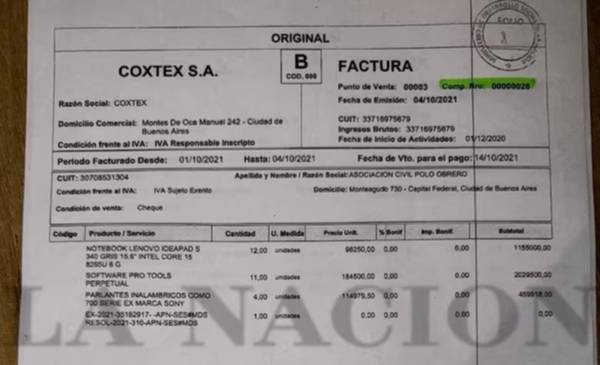 ORIGINAL
COXTEX S.A.
B
COD. 006
FACTURA
FOLIO
3
Punto de Venta: 00003 Comp. Nro: 00000028
Fecha de Emisión: 04/10/2021
Razón Social: COXTEX
CUIT: 33716975679
Domicilio Comercial: Montes De Oca Manuel 242 - Ciudad de Buenos Aires
Ingresos Brutos: 33716975679
Condición frente al IVA: IVA Responsable Inscripto
Fecha de Inicio de Actividades: 01/12/2020
Periodo Facturado Desde: 01/10/2021 Hasta: 04/10/2021 Fecha de Vto. para el pago: 14/10/2021
CUIT: 30708531304 Apellido y Nombre / Razón Social: ASOCIACION CIVIL POLO OBRERO
Condición frente al IVA: IVA Sujeto Exento Domicilio: Monteagudo 730 - Capital Federal, Ciudad de Buenos Aires
Condición de venta: Cheque
Código Producto / Servicio Cantidad U. Medida Precio Unit. % Bonif Imp. Bonif. Subtotal
NOTEBOOK LENOVO IDEAPAD S 12,00 unidades 96250,00 0,00 0,00 1155000,00
340 GRIS 15.6" INTEL CORE I5
8265U 8 G
SOFTWARE PRO TOOLS 11,00 unidades 184500,00 0,00 0,00 2029500,00
PERPETUAL
PARLANTES INALAMBRICOS COMO 4,00 unidades 114979,50 0,00 0,00 459918,00
700 SERIE EX MARCA SONY
EX-2021-35182917- -APN-SES#MDS 1,00 unidades 0,00 0,00 0,00 0,00
RESOL-2021-310-APN-SES#MDS
LA NACION